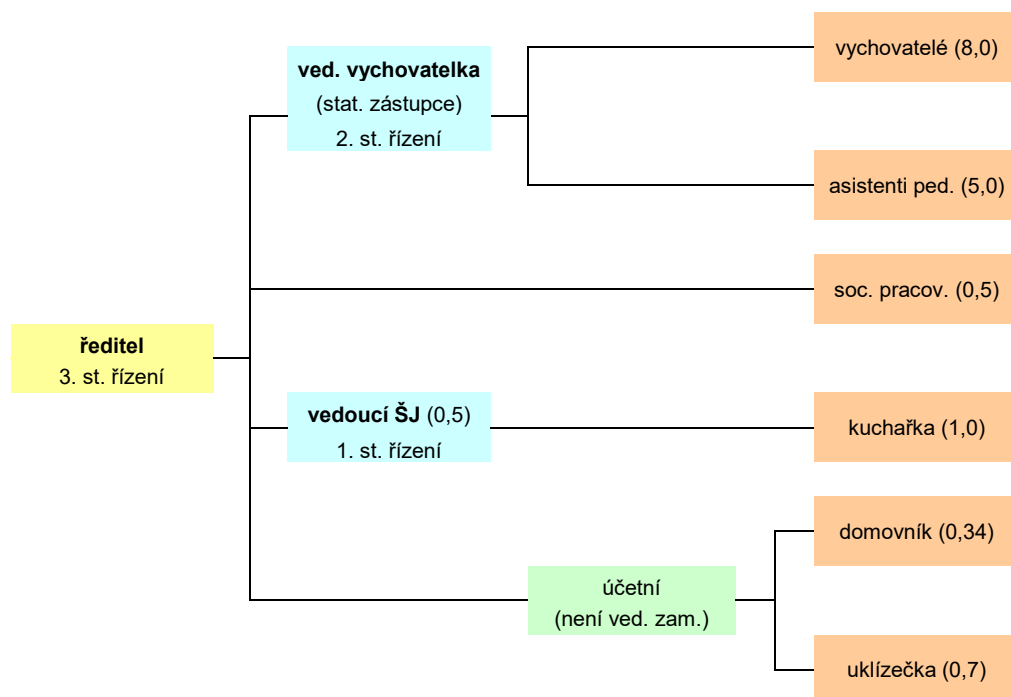 vychovatelé (8,0)
ved. vychovatelka
(stat. zástupce)
2. st. řízení
asistenti ped. (5,0)
soc. pracov. (0,5)
ředitel
3. st. řízení
vedoucí ŠJ (0,5)
1. st. řízení
kuchařka (1,0)
domovník (0,34)
účetní
(není ved. zam.)
uklízečka (0,7)